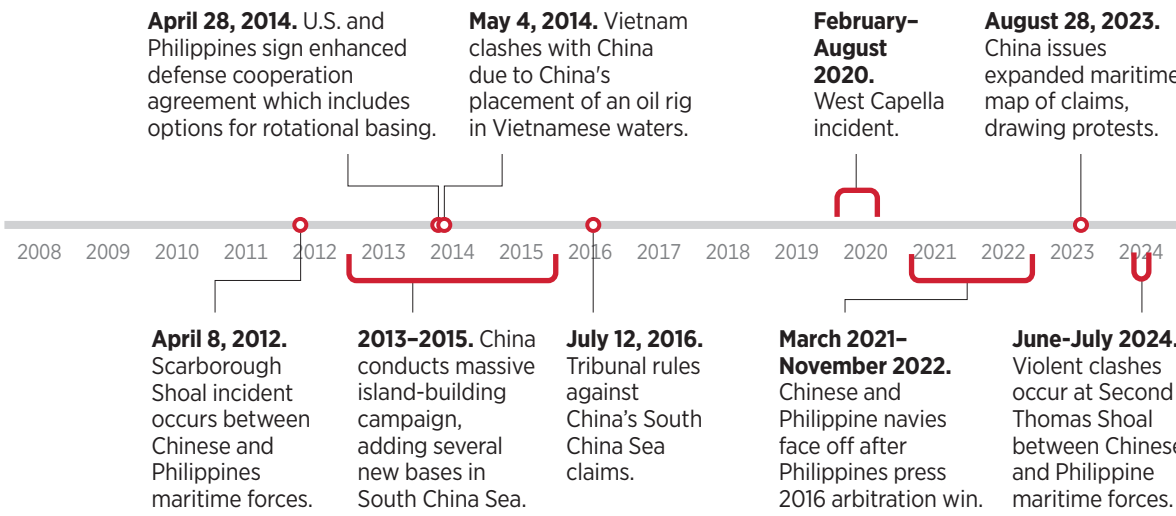 April 28, 2014. U.S. and
Philippines sign enhanced
defense cooperation
agreement which includes
options for rotational basing.
May 4, 2014. Vietnam
clashes with China
due to China's
placement of an oil rig
in Vietnamese waters.
February–
August
2020.
West Capella
incident.
August 28, 2023.
China issues
expanded maritime
map of claims,
drawing protests.
2008 2009 2010 2011 2012 2013 2014 2015 2016 2017 2018 2019 2020 2021 2022 2023 2024
April 8, 2012.
Scarborough
Shoal incident
occurs between
Chinese and
Philippines
maritime forces.
2013–2015. China
conducts massive
island-building
campaign,
adding several
new bases in
South China Sea.
July 12, 2016.
Tribunal rules
against
China’s South
China Sea
claims.
March 2021–
November 2022.
Chinese and
Philippine navies
face off after
Philippines press
2016 arbitration win.
June-July 2024.
Violent clashes
occur at Second
Thomas Shoal
between Chinese
and Philippine
maritime forces.